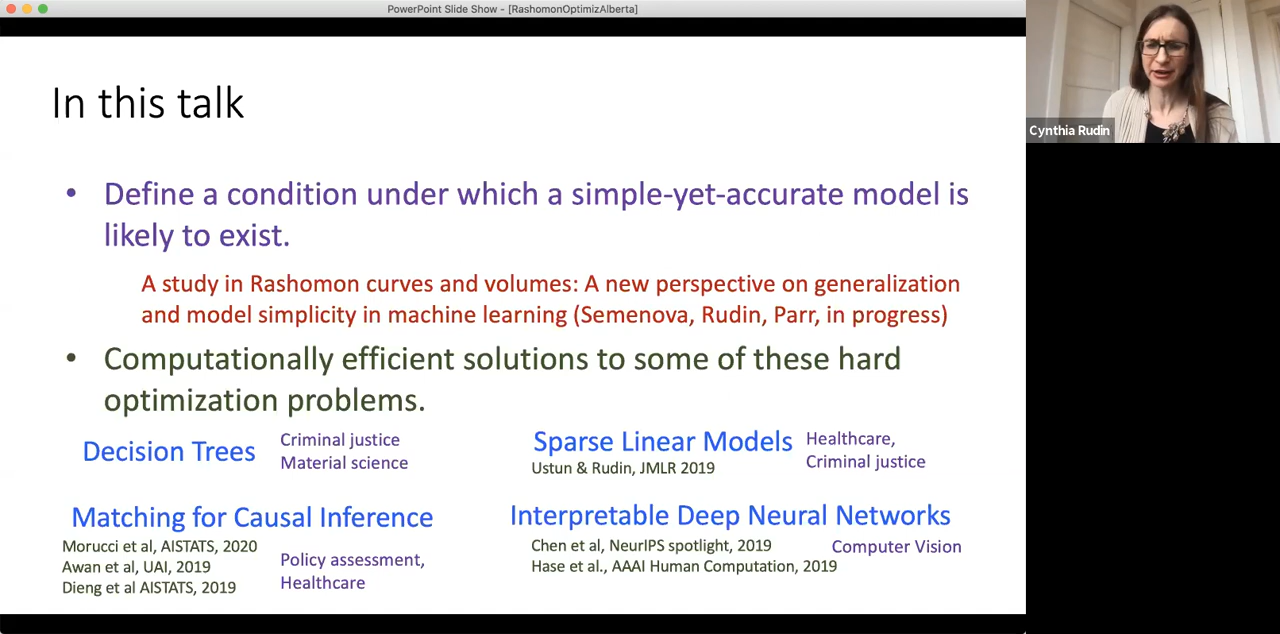 PowerPoint Slide Show - [RashomonOptimizAlberta]
In this talk
• Define a condition under which a simple-yet-accurate model is
likely to exist.
A study in Rashomon curves and volumes: A new perspective on generalization
and model simplicity in machine learning (Semenova, Rudin, Parr, in progress)
• Computationally efficient solutions to some of these hard
optimization problems.
Decision Trees
Criminal justice
Material science
Sparse Linear Models
Ustun & Rudin, JMLR 2019
Healthcare,
Criminal justice
Matching for Causal Inference
Morucci et al, AISTATS, 2020
Awan et al, UAI, 2019
Dieng et al AISTATS, 2019
Policy assessment,
Healthcare
Interpretable Deep Neural Networks
Chen et al, NeurIPS spotlight, 2019
Hase et al., AAAI Human Computation, 2019
Computer Vision
Cynthia Rudin